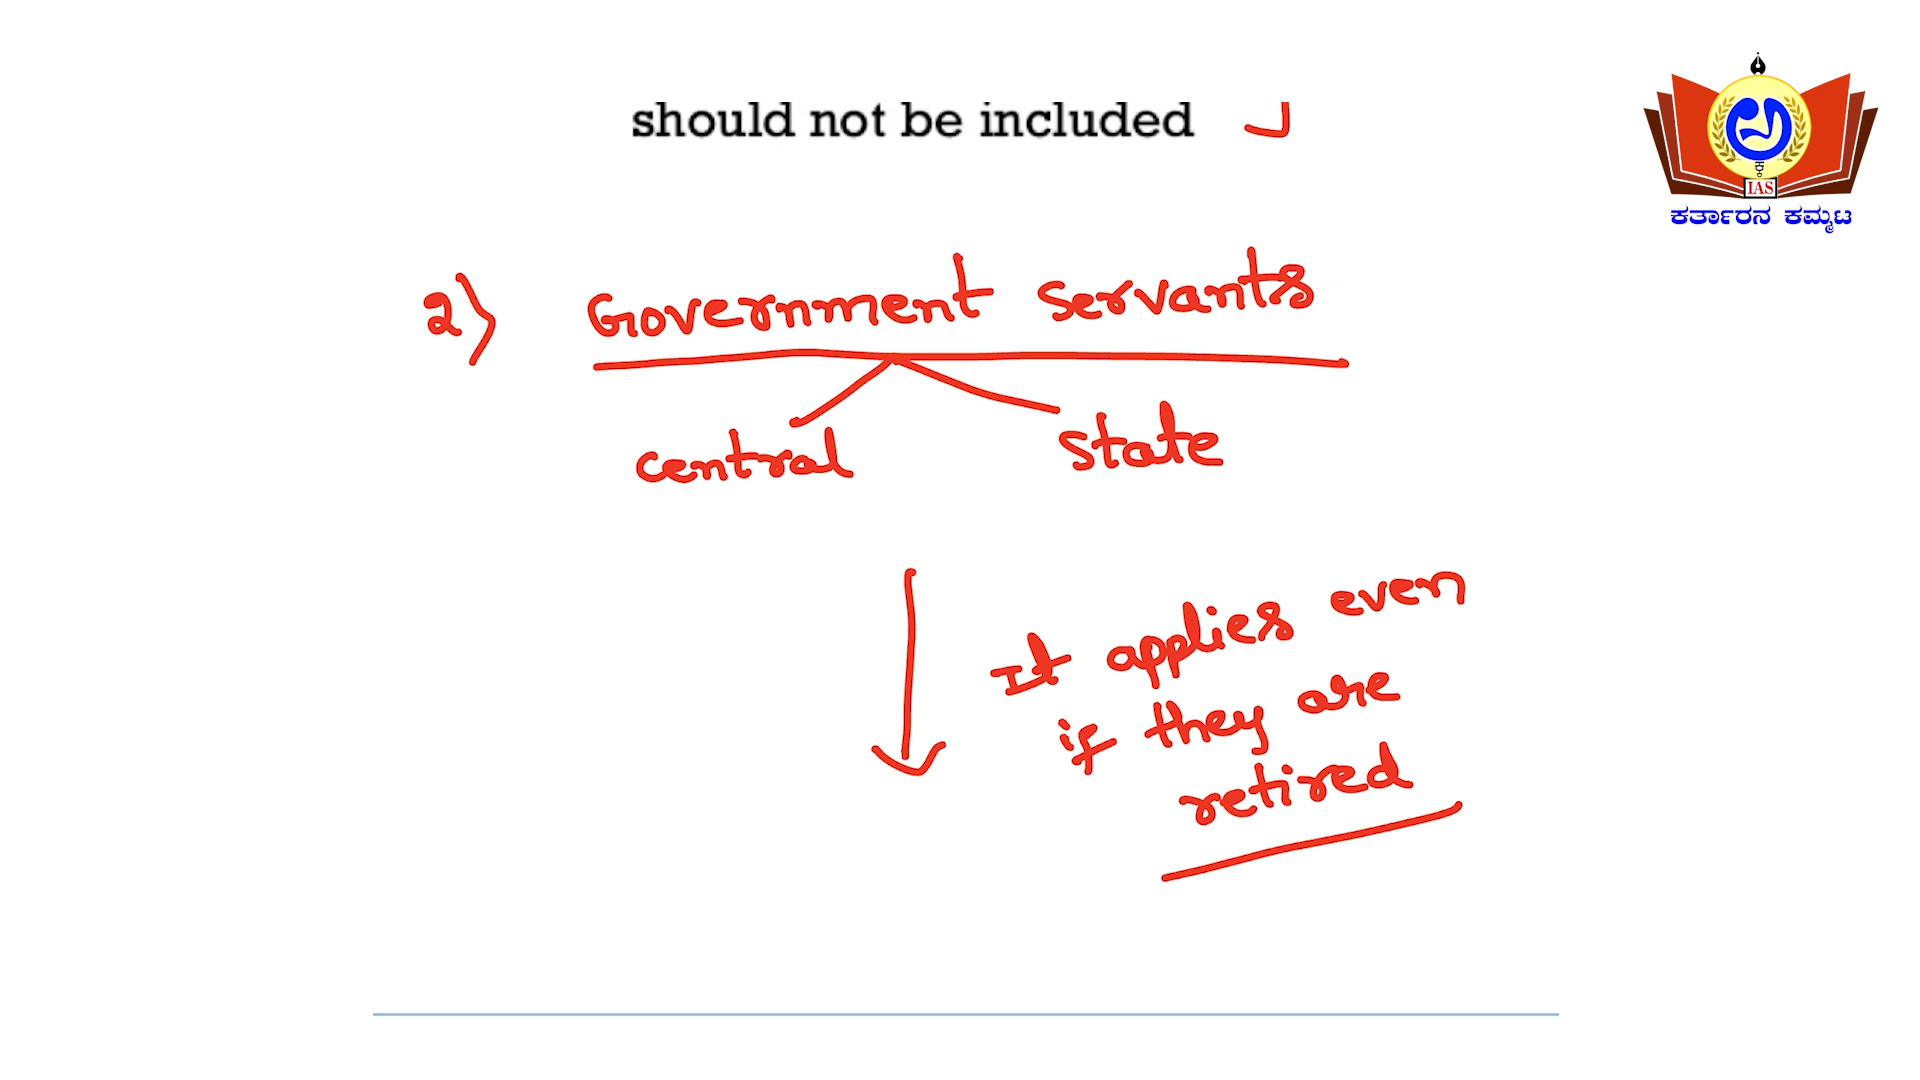 should not be included
IAS
ಕರ್ತಾರನ ಕಮ್ಮಟ
2) Government Servants
Central State
It applies even
if they are
retired